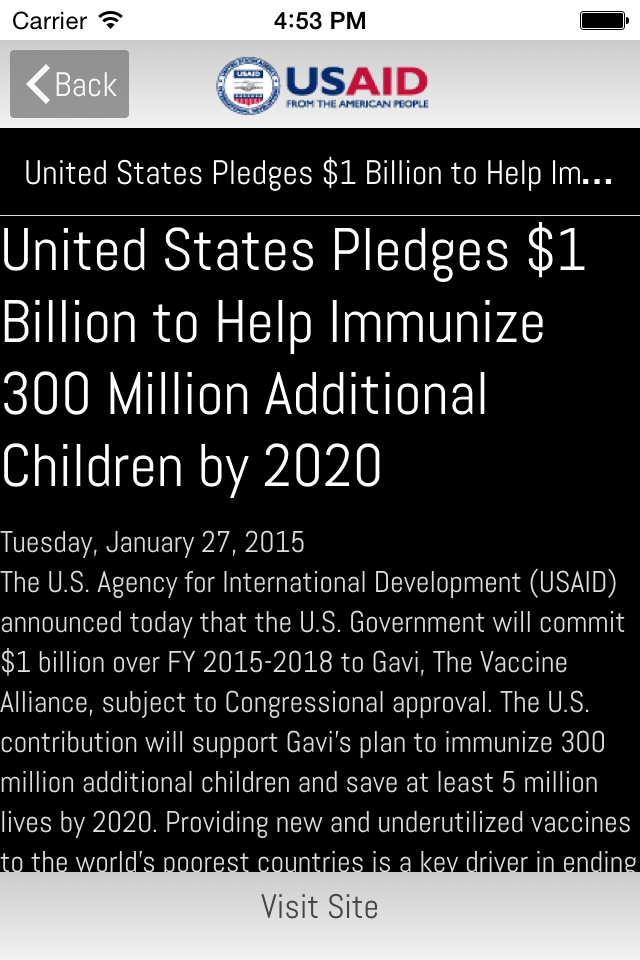 Carrier 4:53 PM
Back USAID USAID
FROM THE AMERICAN PEOPLE
United States Pledges $1 Billion to Help Im...
United States Pledges $1
Billion to Help Immunize
300 Million Additional
Children by 2020
Tuesday, January 27, 2015
The U.S. Agency for International Development (USAID)
announced today that the U.S. Government will commit
$1 billion over FY 2015-2018 to Gavi, The Vaccine
Alliance, subject to Congressional approval. The U.S.
contribution will support Gavi's plan to immunize 300
million additional children and save at least 5 million
lives by 2020. Providing new and underutilized vaccines
to the world's poorest countries is a key driver in ending
Visit Site